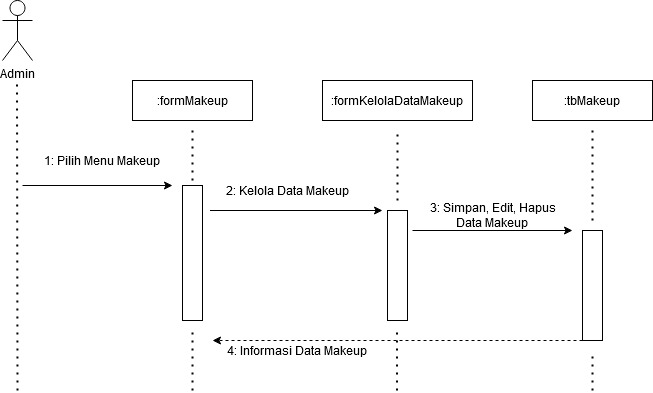 Admin
:formMakeup
:formKelolaDataMakeup
:tbMakeup
1: Pilih Menu Makeup
2: Kelola Data Makeup
3: Simpan, Edit, Hapus
Data Makeup
4: Informasi Data Makeup